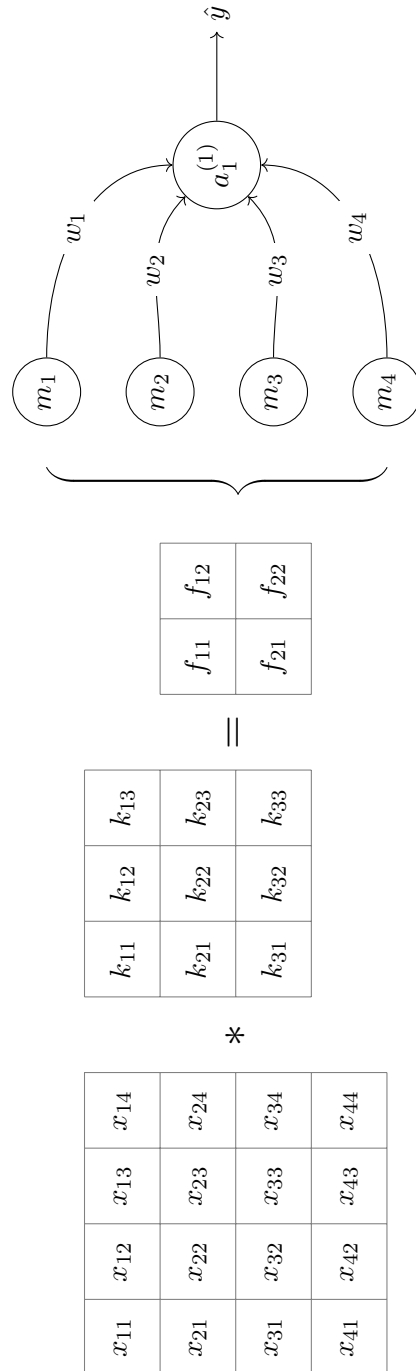 x₁₁ x₁₂ x₁₃ x₁₄
x₂₁ x₂₂ x₂₃ x₂₄
x₃₁ x₃₂ x₃₃ x₃₄
x₄₁ x₄₂ x₄₃ x₄₄
*
k₁₁ k₁₂ k₁₃
k₂₁ k₂₂ k₂₃
k₃₁ k₃₂ k₃₃
=
f₁₁ f₁₂
f₂₁ f₂₂
m₁
m₂
m₃
m₄
w₁
w₂
w₃
w₄
a₁⁽¹⁾
ŷ